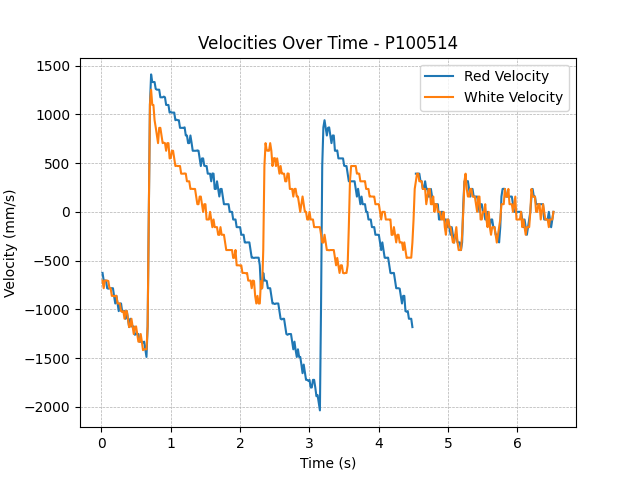 Velocities Over Time - P100514
Red Velocity
White Velocity
1500
1000
500
0
−500
−1000
−1500
−2000
Velocity (mm/s)
0 1 2 3 4 5 6
Time (s)